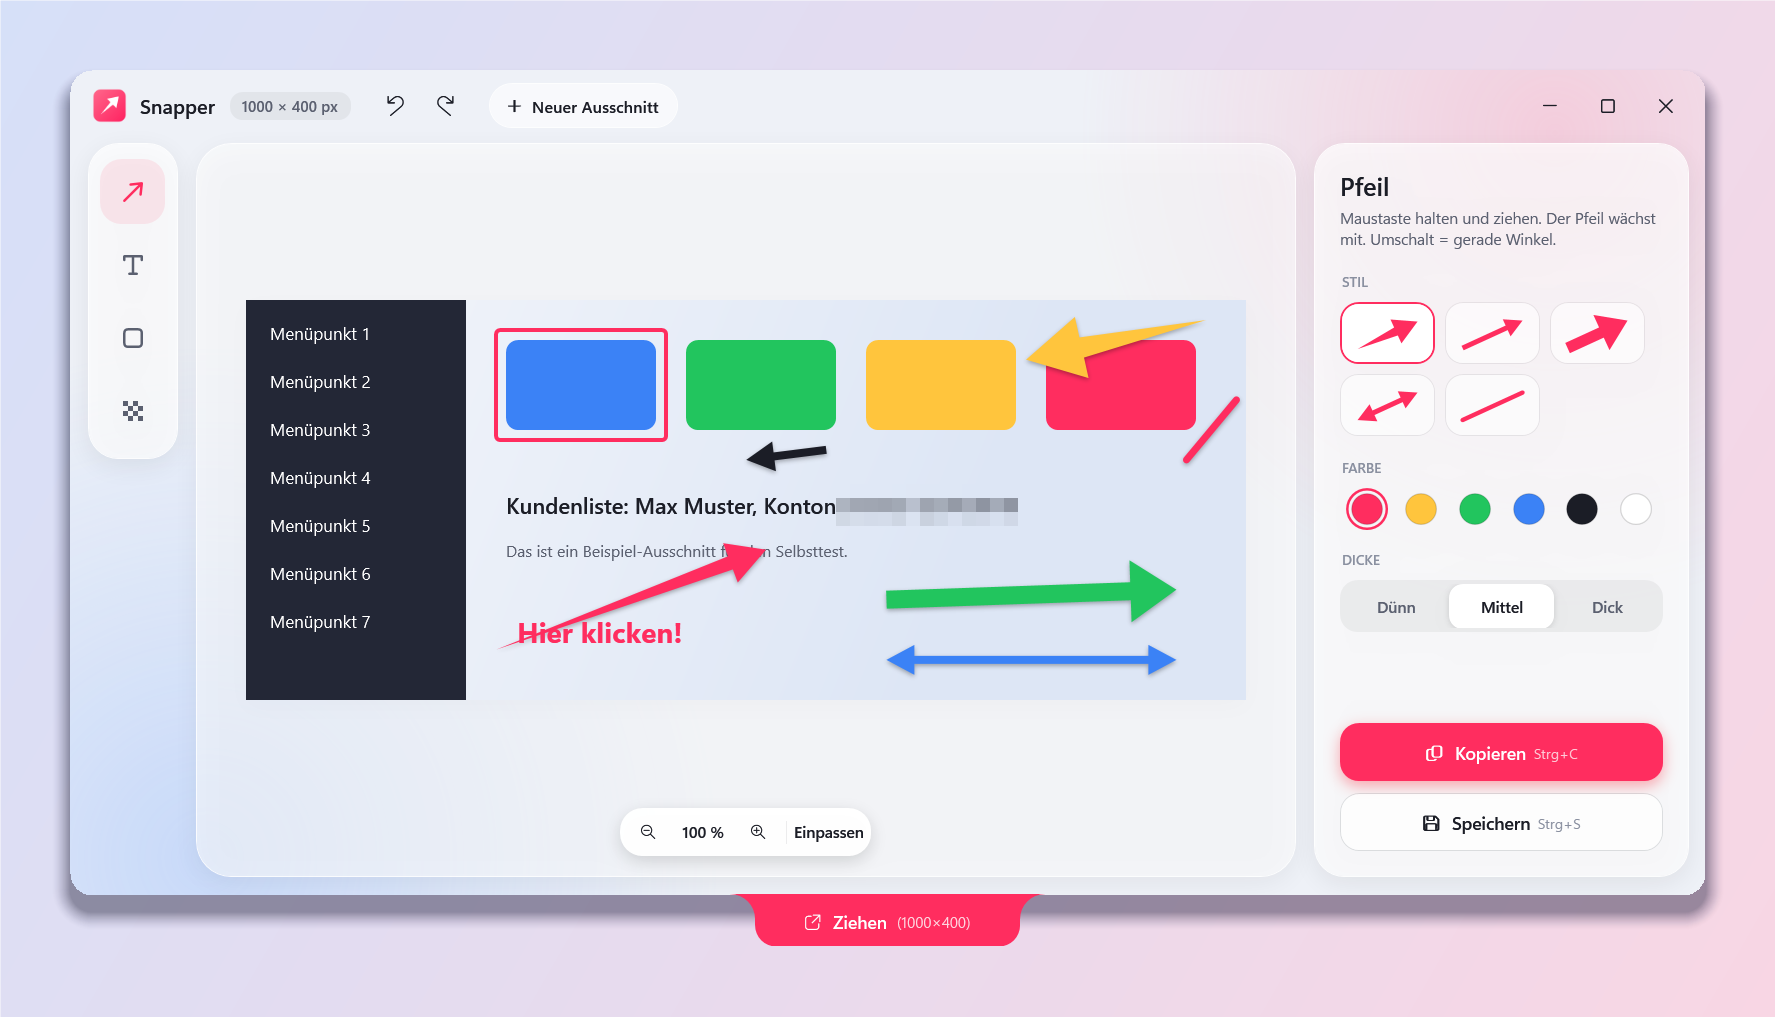 Snapper
1000 × 400 px
Neuer Ausschnitt
Menüpunkt 1
Menüpunkt 2
Menüpunkt 3
Menüpunkt 4
Menüpunkt 5
Menüpunkt 6
Menüpunkt 7
Kundenliste: Max Muster, Konton
Das ist ein Beispiel-Ausschnitt Selbsttest.
Hier klicken!
100 %
Einpassen
Pfeil
Maustaste halten und ziehen. Der Pfeil wächst
mit. Umschalt = gerade Winkel.
STIL
FARBE
DICKE
Dünn
Mittel
Dick
Kopieren Strg+C
Speichern Strg+S
Ziehen (1000×400)